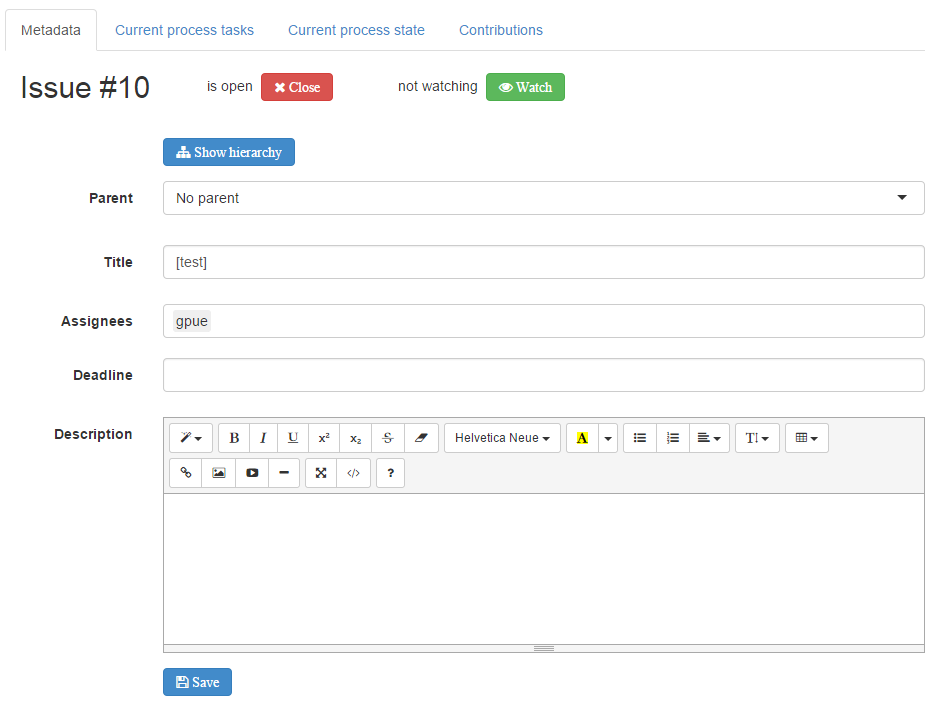 Metadata Current process tasks Current process state Contributions
Issue #10 is open Close not watching Watch
Show hierarchy
Parent No parent
Title [test]
Assignees gpue
Deadline
Description B I U x² x₂ S Helvetica Neue A T
</> ?
Save